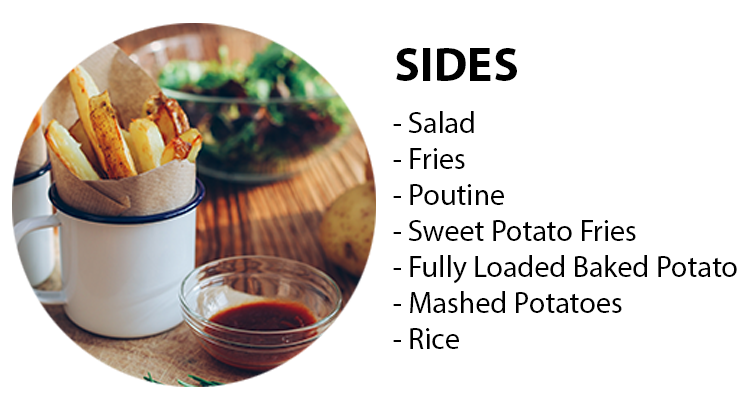 SIDES
- Salad
- Fries
- Poutine
- Sweet Potato Fries
- Fully Loaded Baked Potato
- Mashed Potatoes
- Rice